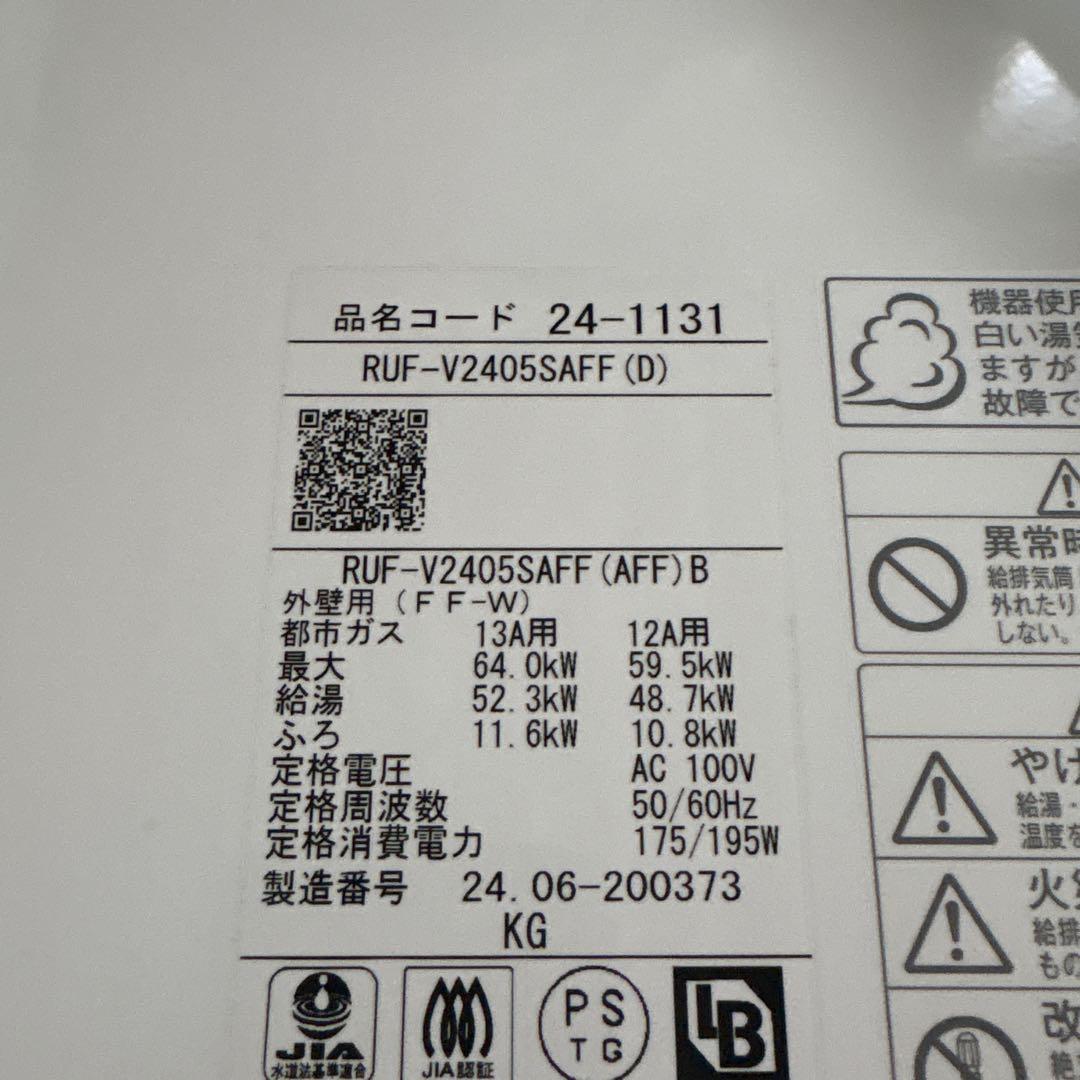 品名コード 24-1131
RUF-V2405SAFF(D)
RUF-V2405SAFF(AFF)B
外壁用(FF-W)
都市ガス 13A用 12A用
最大 64.0kW 59.5kW
給湯 52.3kW 48.7kW
ふろ 11.6kW 10.8kW
定格電圧 AC 100V
定格周波数 50/60Hz
定格消費電力 175/195W
製造番号 24.06-200373
KG
JIA
水道法基準適合
JIA認証
PS
TG
LB
機器使用
白い湯気
ますが
故障で
異常時
給排気筒
外れたり
しない。
やけ
給湯・
温度を
火災
給排
もの
改